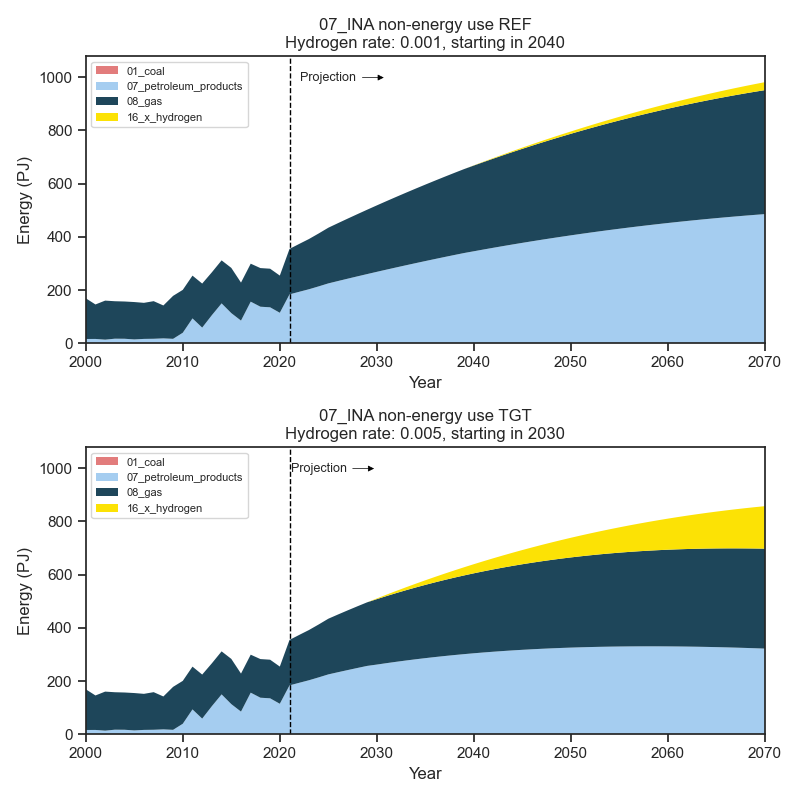 07_INA non-energy use REF
Hydrogen rate: 0.001, starting in 2040
01_coal
07_petroleum_products
08_gas
16_x_hydrogen
Projection
1000
800
600
400
200
0
Energy (PJ)
2000 2010 2020 2030 2040 2050 2060 2070
Year
07_INA non-energy use TGT
Hydrogen rate: 0.005, starting in 2030
01_coal
07_petroleum_products
08_gas
16_x_hydrogen
Projection
1000
800
600
400
200
0
Energy (PJ)
2000 2010 2020 2030 2040 2050 2060 2070
Year